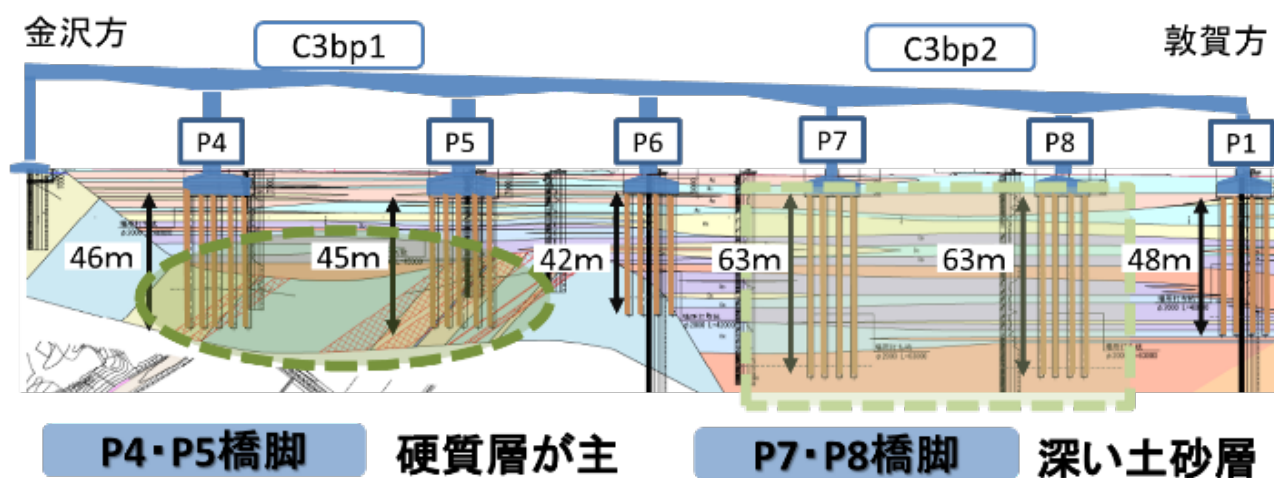 金沢方
C3bp1
C3bp2
敦賀方
P4
P5
P6
P7
P8
P1
46m
45m
42m
63m
63m
48m
P4・P5橋脚
硬質層が主
P7・P8橋脚
深い土砂層